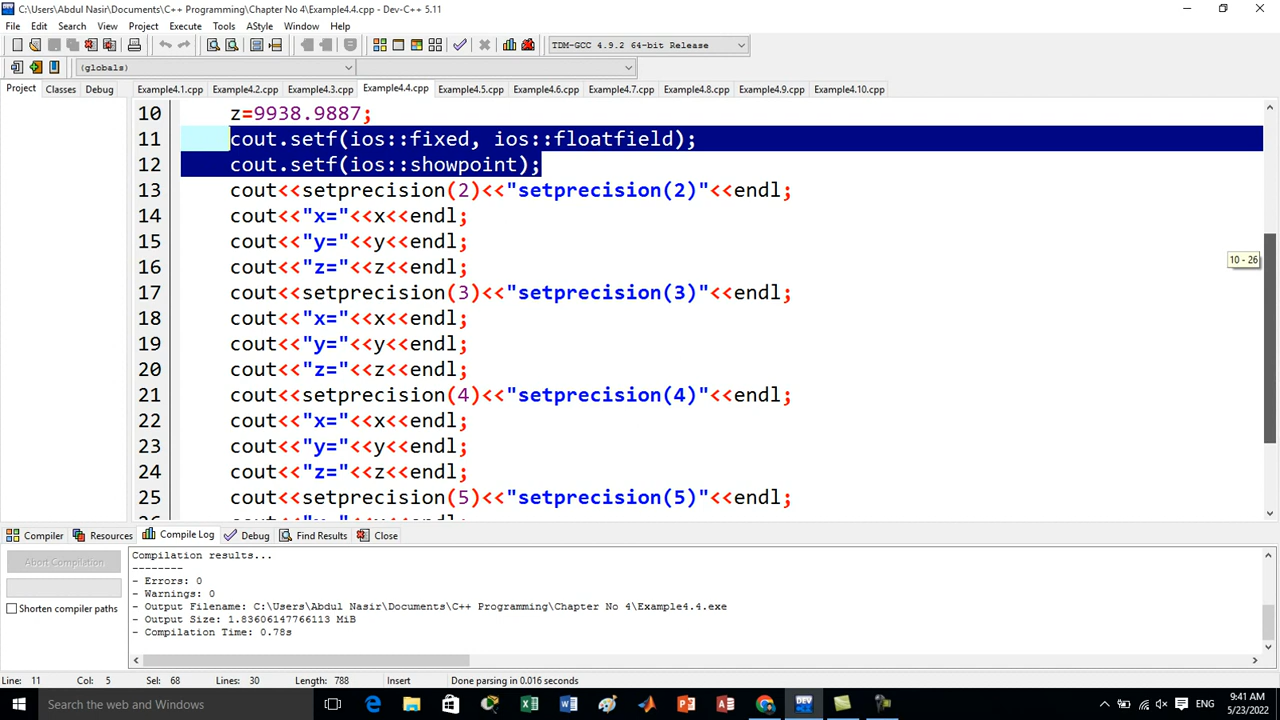 C:\Users\Abdul Nasir\Documents\C++ Programming\Chapter No 4\Example4.4.cpp - Dev-C++ 5.11
File Edit Search View Project Execute Tools AStyle Window Help
TDM-GCC 4.9.2 64-bit Release
(globals)
Project Classes Debug Example4.1.cpp Example4.2.cpp Example4.3.cpp Example4.4.cpp Example4.5.cpp Example4.6.cpp Example4.7.cpp Example4.8.cpp Example4.9.cpp Example4.10.cpp
10 z=9938.9887;
11 cout.setf(ios::fixed, ios::floatfield);
12 cout.setf(ios::showpoint);
13 cout<<setprecision(2)<<"setprecision(2)"<<endl;
14 cout<<"x="<<x<<endl;
15 cout<<"y="<<y<<endl;
10 - 26
16 cout<<"z="<<z<<endl;
17 cout<<setprecision(3)<<"setprecision(3)"<<endl;
18 cout<<"x="<<x<<endl;
19 cout<<"y="<<y<<endl;
20 cout<<"z="<<z<<endl;
21 cout<<setprecision(4)<<"setprecision(4)"<<endl;
22 cout<<"x="<<x<<endl;
23 cout<<"y="<<y<<endl;
24 cout<<"z="<<z<<endl;
25 cout<<setprecision(5)<<"setprecision(5)"<<endl;
Compiler Resources Compile Log Debug Find Results Close
Abort Compilation
Shorten compiler paths
Compilation results...
--------
- Errors: 0
- Warnings: 0
- Output Filename: C:\Users\Abdul Nasir\Documents\C++ Programming\Chapter No 4\Example4.4.exe
- Output Size: 1.83606147766113 MiB
- Compilation Time: 0.78s
Line: 11 Col: 5 Sel: 68 Lines: 30 Length: 788 Insert Done parsing in 0.016 seconds
Search the web and Windows
ENG
9:41 AM
5/23/2022